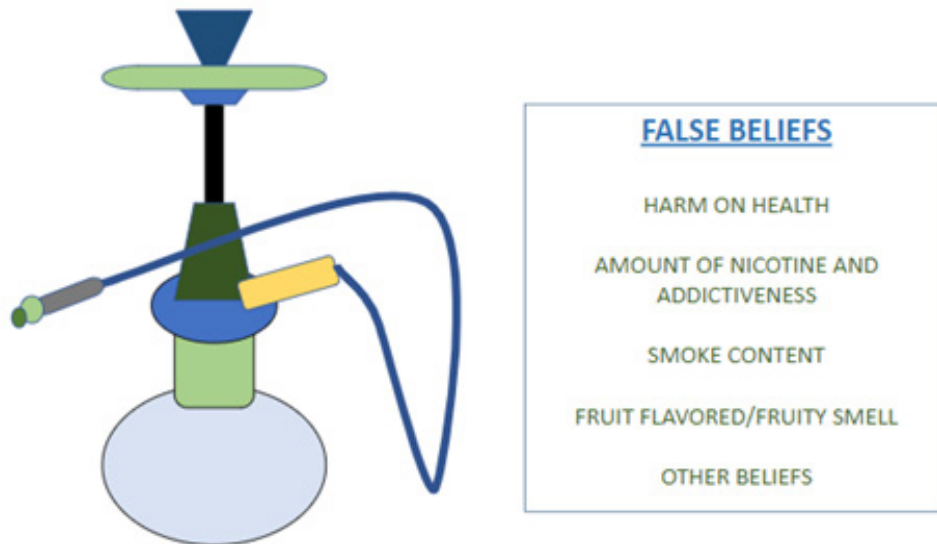 FALSE BELIEFS
HARM ON HEALTH
AMOUNT OF NICOTINE AND
ADDICTIVENESS
SMOKE CONTENT
FRUIT FLAVORED/FRUITY SMELL
OTHER BELIEFS